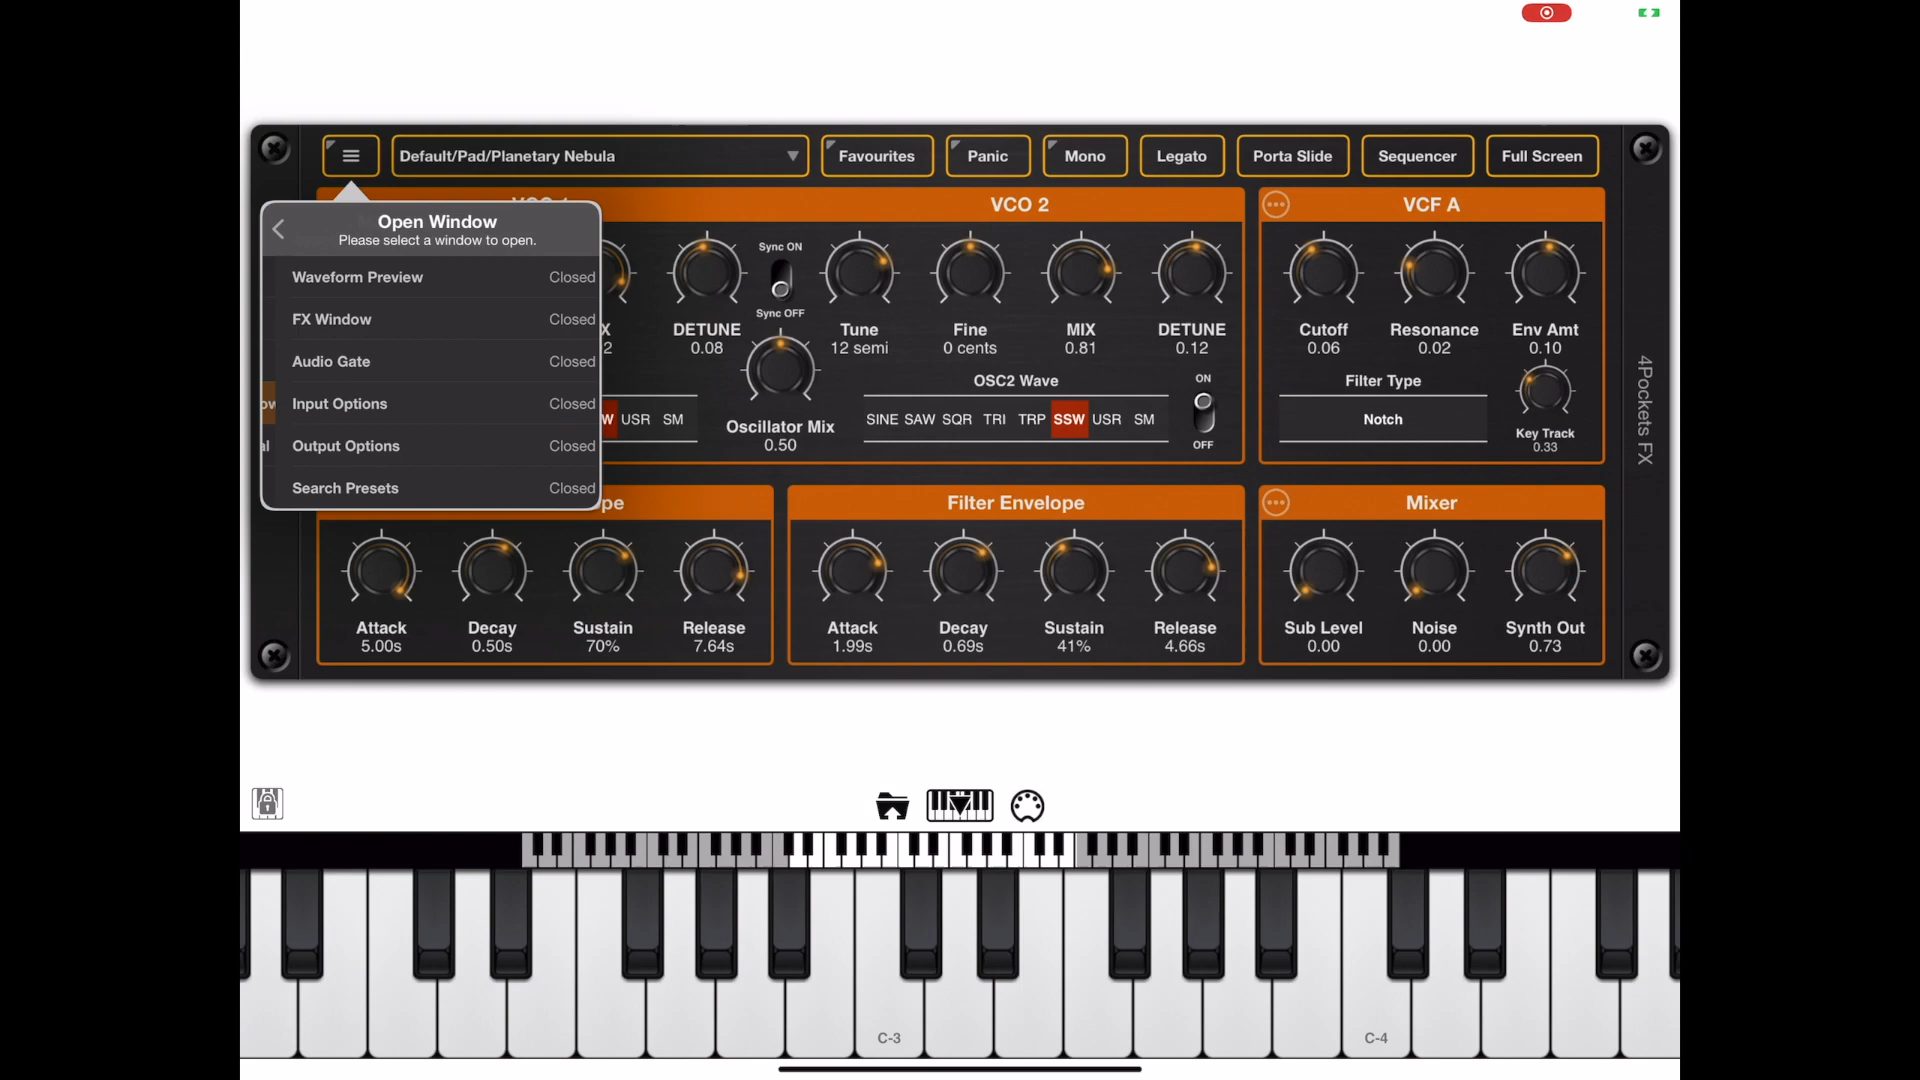 Default/Pad/Planetary Nebula
Favourites
Panic
Mono
Legato
Porta Slide
Sequencer
Full Screen
Open Window
Please select a window to open.
Waveform Preview Closed
FX Window Closed
Audio Gate Closed
Input Options Closed
Output Options Closed
Search Presets Closed
VCO 2
Sync ON
Sync OFF
DETUNE
0.08
Tune
12 semi
Fine
0 cents
MIX
0.81
DETUNE
0.12
Oscillator Mix
0.50
USR SM
OSC2 Wave
SINE SAW SQR TRI TRP SSW USR SM
ON
OFF
VCF A
Cutoff
0.06
Resonance
0.02
Env Amt
0.10
Filter Type
Notch
Key Track
0.33
4Pockets FX
Attack
5.00s
Decay
0.50s
Sustain
70%
Release
7.64s
Filter Envelope
Attack
1.99s
Decay
0.69s
Sustain
41%
Release
4.66s
Mixer
Sub Level
0.00
Noise
0.00
Synth Out
0.73
C-3
C-4